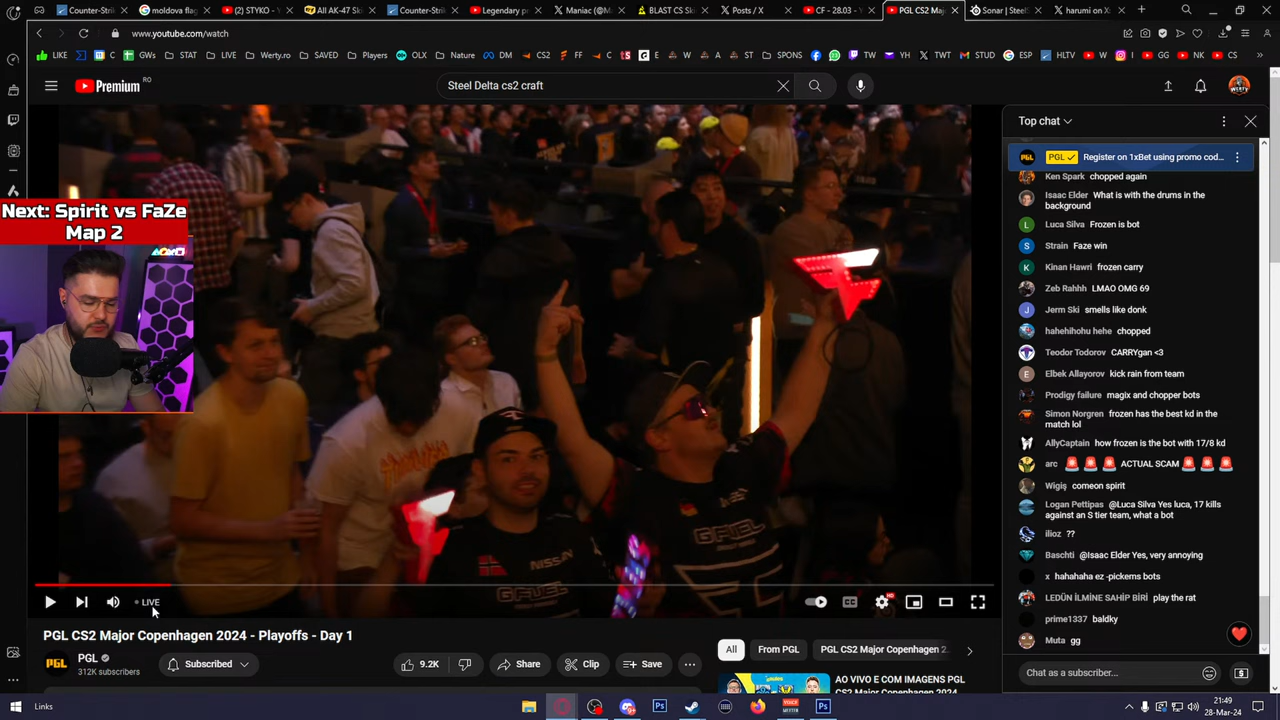 Counter-Strik
moldova flag
(2) STYKO -
All AK-47 Sk
Counter-Strik
Legendary p
Maniac (@M
BLAST CS Sk
Posts / X
CF - 28.03 -
PGL CS2 Maj
Sonar | Steel
harumi on X
www.youtube.com/watch
LIKE
C
GWs
STAT
LIVE
Werty.ro
SAVED
Players
OLX
Nature
DM
CS2
FF
C
E
W
A
ST
SPONS
W
TW
YH
TWT
STUD
ESP
HLTV
W
I
GG
NK
GC
Premium RO
Steel Delta cs2 craft
Top chat
PGL Register on 1xBet using promo cod...
Ken Spark chopped again
Isaac Elder What is with the drums in the
background
Luca Silva Frozen is bot
Strain Faze win
Kinan Hawri frozen carry
Zeb Rahhh LMAO OMG 69
Jerm Ski smells like donk
hahehihohu hehe chopped
Teodor Todorov CARRYgan <3
Elbek Allayorov kick rain from team
Prodigy failure magix and chopper bots
Simon Norgren frozen has the best kd in the
match lol
AllyCaptain how frozen is the bot with 17/8 kd
arc 🚨 🚨 🚨 ACTUAL SCAM 🚨 🚨 🚨
Wigiş comeon spirit
Logan Pettipas @Luca Silva Yes luca, 17 kills
against an S tier team, what a bot
ilioz ??
Baschti @Isaac Elder Yes, very annoying
x hahahaha ez -pickems bots
LEDÜN İLMİNE SAHİP BİRİ play the rat
prime1337 baldky
Muta gg
Chat as a subscriber...
Next: Spirit vs FaZe
Map 2
NISSAN
GFUEL
GFUEL
LIVE
HD
PGL CS2 Major Copenhagen 2024 - Playoffs - Day 1
PGL
312K subscribers
Subscribed
9.2K
Share
Clip
Save
All
From PGL
PGL CS2 Major Copenhagen 2
AO VIVO E COM IMAGENS PGL
CS2 MAJOR COPENHAGEN 2024
Links
21:49
28-Mar-24